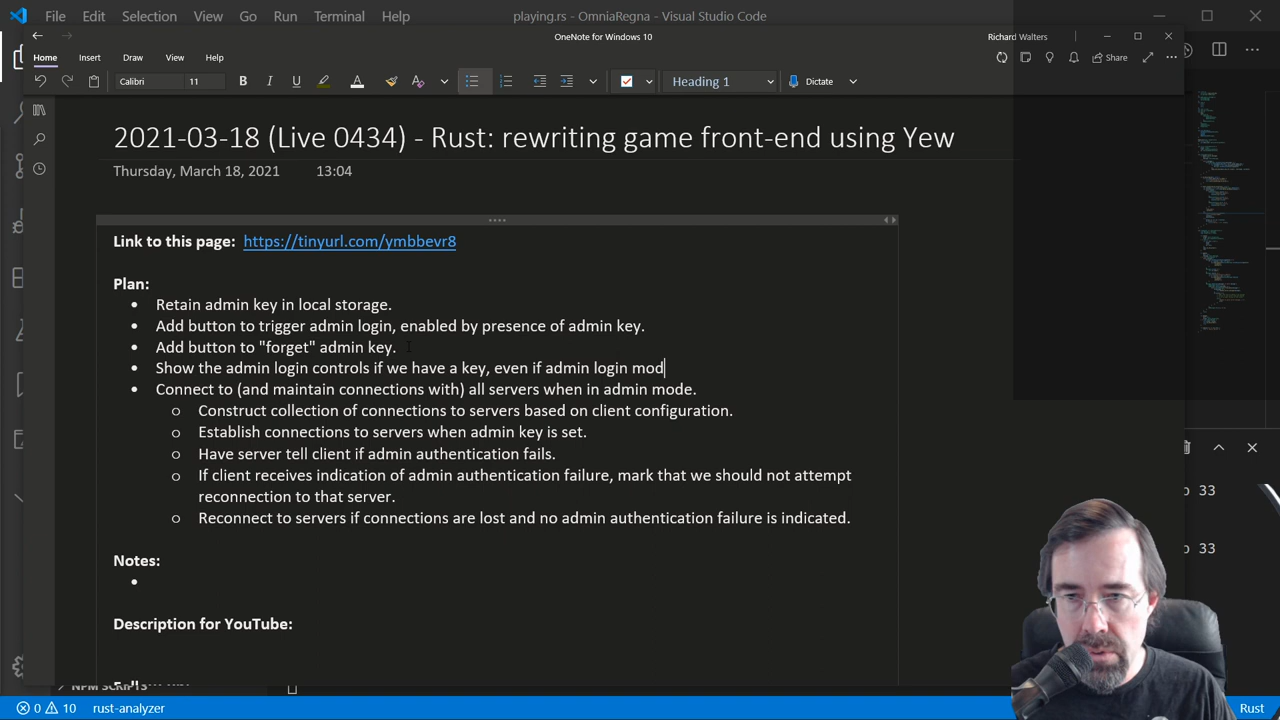 File Edit Selection View Go Run Terminal Help playing.rs - OmniaRegna - Visual Studio Code
OneNote for Windows 10 Richard Walters
Home Insert Draw View Help Share
Calibri 11 B I U A Heading 1 Dictate
2021-03-18 (Live 0434) - Rust: rewriting game front-end using Yew
Thursday, March 18, 2021 13:04
Link to this page: https://tinyurl.com/ymbbevr8
Plan:
• Retain admin key in local storage.
• Add button to trigger admin login, enabled by presence of admin key.
• Add button to "forget" admin key.
• Show the admin login controls if we have a key, even if admin login mod
• Connect to (and maintain connections with) all servers when in admin mode.
o Construct collection of connections to servers based on client configuration.
o Establish connections to servers when admin key is set.
o Have server tell client if admin authentication fails.
o If client receives indication of admin authentication failure, mark that we should not attempt
reconnection to that server.
o Reconnect to servers if connections are lost and no admin authentication failure is indicated.
33
Notes:
•
33
Description for YouTube:
NPM SCRIPTS
0 10 rust-analyzer Rust